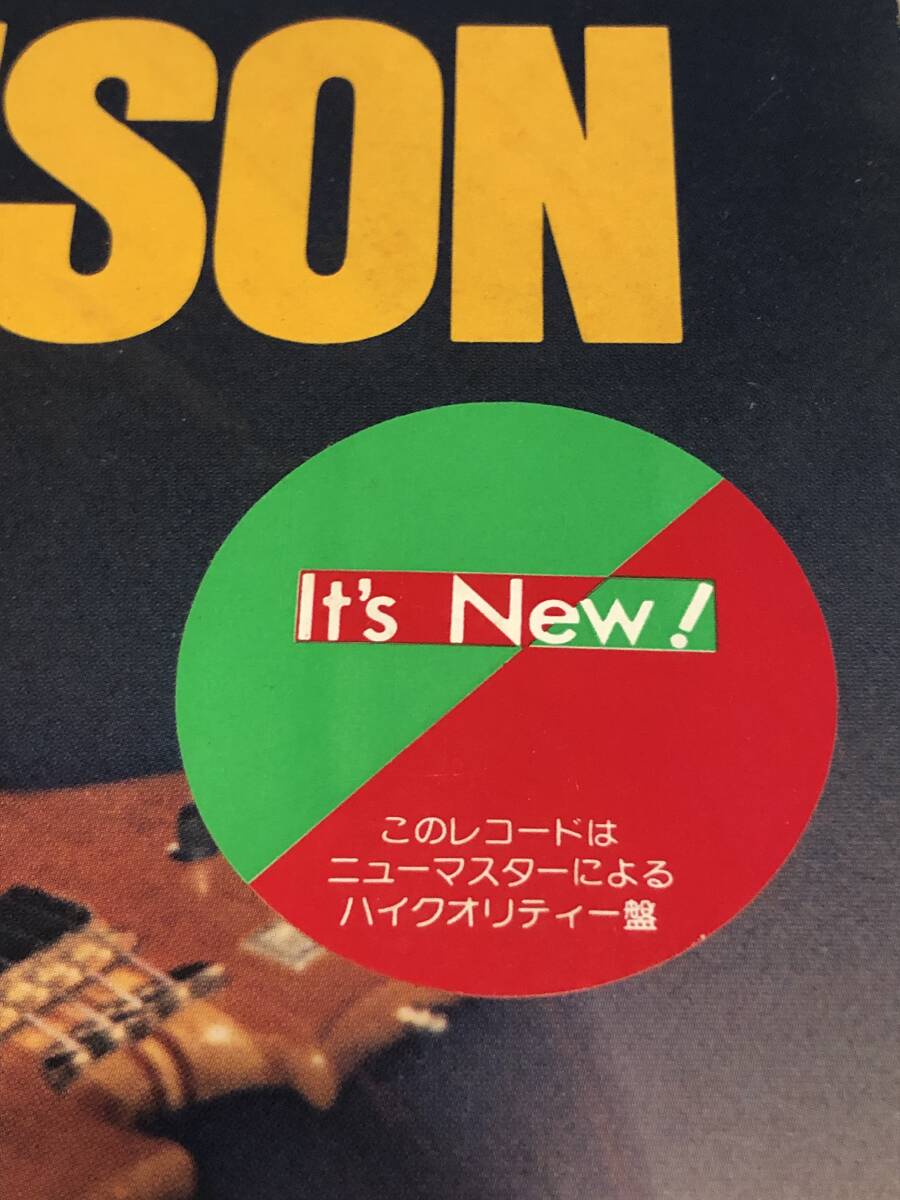 SON
It's New!
このレコードは
ニューマスターによる
ハイクオリティー盤